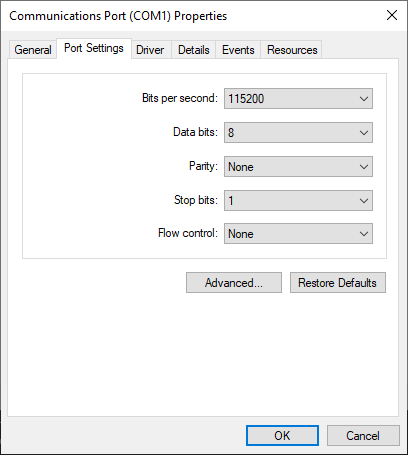 Communications Port (COM1) Properties
General Port Settings Driver Details Events Resources
Bits per second: 115200
Data bits: 8
Parity: None
Stop bits: 1
Flow control: None
Advanced... Restore Defaults
OK Cancel